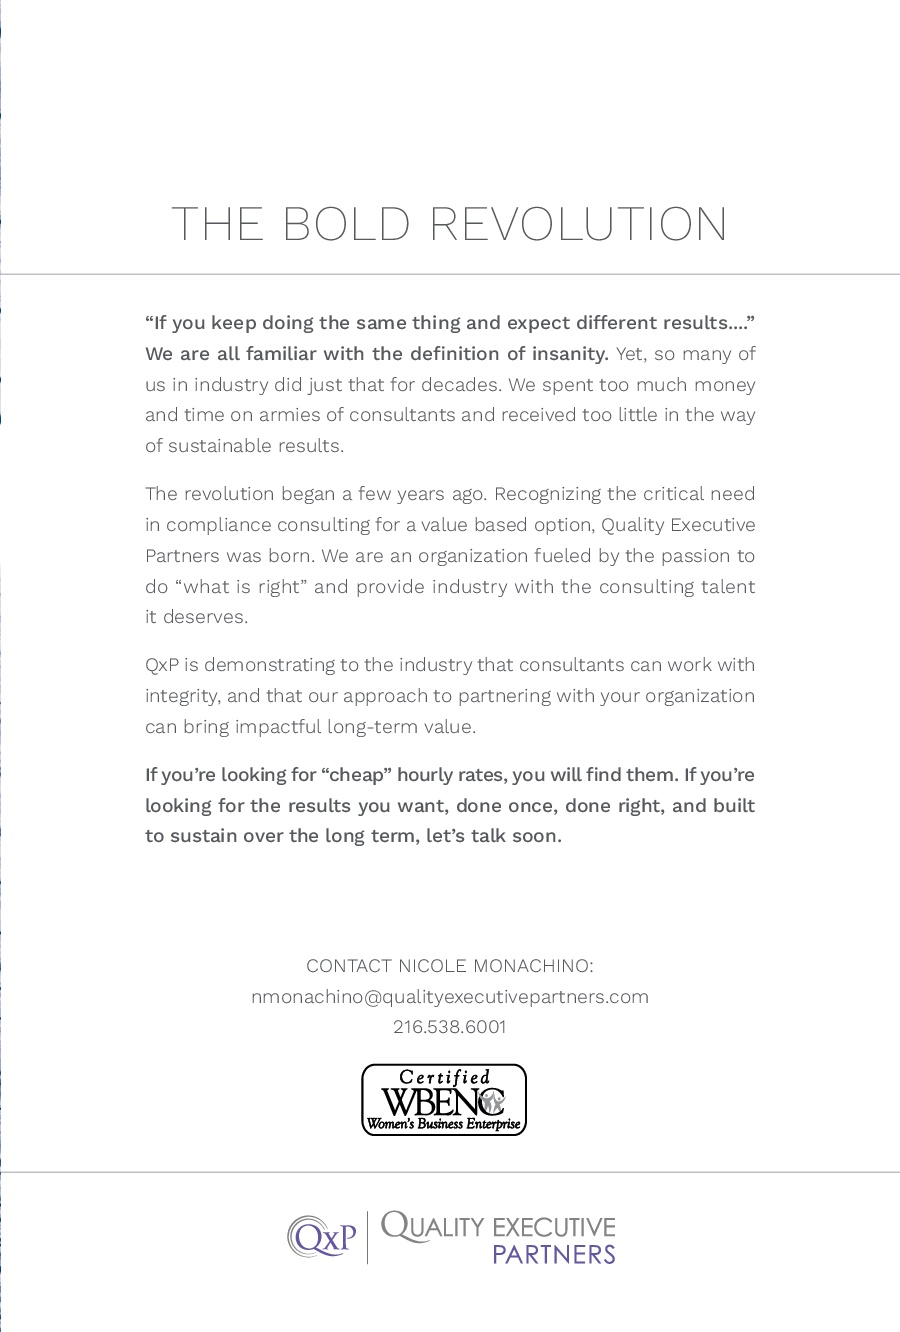 THE BOLD REVOLUTION
“If you keep doing the same thing and expect different results....”
We are all familiar with the definition of insanity. Yet, so many of
us in industry did just that for decades. We spent too much money
and time on armies of consultants and received too little in the way
of sustainable results.
The revolution began a few years ago. Recognizing the critical need
in compliance consulting for a value based option, Quality Executive
Partners was born. We are an organization fueled by the passion to
do “what is right” and provide industry with the consulting talent
it deserves.
QxP is demonstrating to the industry that consultants can work with
integrity, and that our approach to partnering with your organization
can bring impactful long-term value.
If you’re looking for “cheap” hourly rates, you will find them. If you’re
looking for the results you want, done once, done right, and built
to sustain over the long term, let’s talk soon.
CONTACT NICOLE MONACHINO:
nmonachino@qualityexecutivepartners.com
216.538.6001
Certified
WBENC
Women’s Business Enterprise
QxP QUALITY EXECUTIVE
PARTNERS